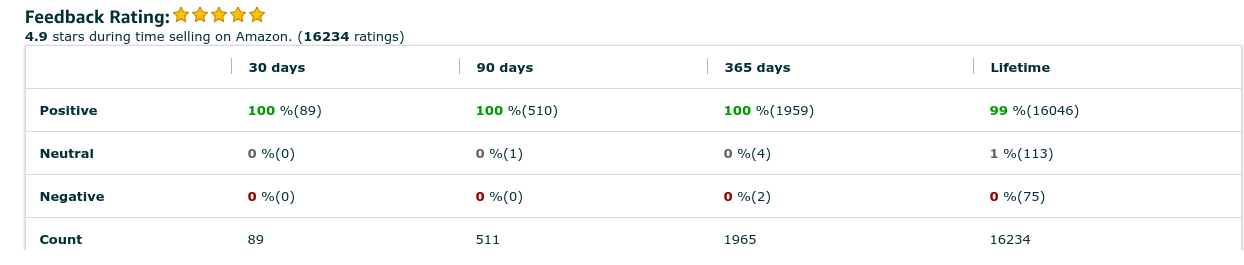 Feedback Rating:
4.9 stars during time selling on Amazon. (16234 ratings)
30 days 90 days 365 days Lifetime
Positive 100 %(89) 100 %(510) 100 %(1959) 99 %(16046)
Neutral 0 %(0) 0 %(1) 0 %(4) 1 %(113)
Negative 0 %(0) 0 %(0) 0 %(2) 0 %(75)
Count 89 511 1965 16234